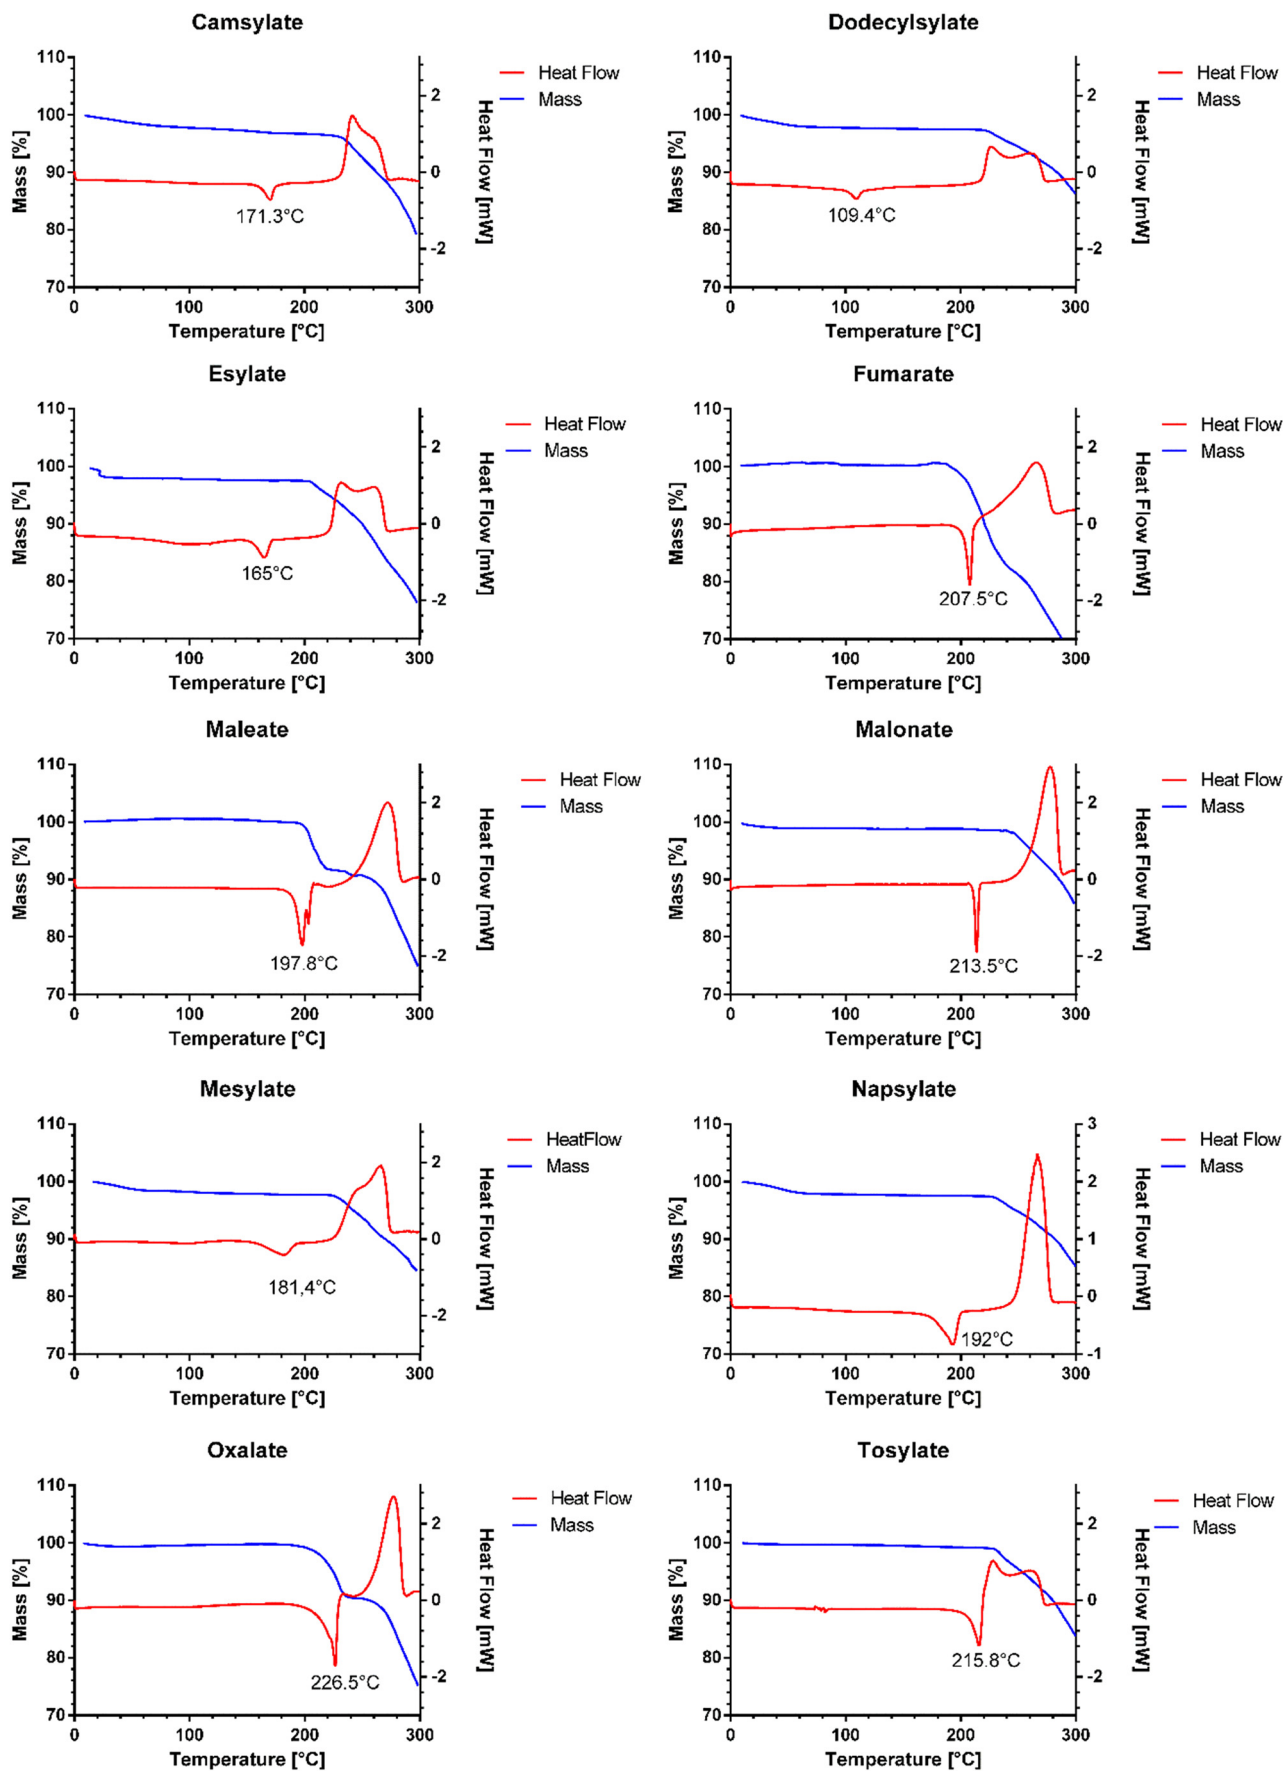 Camsylate
110
100
90
80
70
Mass [%]
2
0
-2
Heat Flow [mW]
Heat Flow
Mass
171.3°C
0
100
200
300
Temperature [°C]
Dodecylsylate
110
100
90
80
70
Mass [%]
2
0
-2
Heat Flow [mW]
Heat Flow
Mass
109.4°C
0
100
200
300
Temperature [°C]
Esylate
110
100
90
80
70
Mass [%]
2
0
-2
Heat Flow [mW]
Heat Flow
Mass
165°C
0
100
200
300
Temperature [°C]
Fumarate
110
100
90
80
70
Mass [%]
2
0
-2
Heat Flow [mW]
Heat Flow
Mass
207.5°C
0
100
200
300
Temperature [°C]
Maleate
110
100
90
80
70
Mass [%]
2
0
-2
Heat Flow [mW]
Heat Flow
Mass
197.8°C
0
100
200
300
Temperature [°C]
Malonate
110
100
90
80
70
Mass [%]
2
0
-2
Heat Flow [mW]
Heat Flow
Mass
213.5°C
0
100
200
300
Temperature [°C]
Mesylate
110
100
90
80
70
Mass [%]
2
0
-2
Heat Flow [mW]
HeatFlow
Mass
181,4°C
0
100
200
300
Temperature [°C]
Napsylate
110
100
90
80
70
Mass [%]
3
2
1
0
-1
Heat Flow [mW]
Heat Flow
Mass
192°C
0
100
200
300
Temperature [°C]
Oxalate
110
100
90
80
70
Mass [%]
2
0
-2
Heat Flow [mW]
Heat Flow
Mass
226.5°C
0
100
200
300
Temperature [°C]
Tosylate
110
100
90
80
70
Mass [%]
2
0
-2
Heat Flow [mW]
Heat Flow
Mass
215.8°C
0
100
200
300
Temperature [°C]